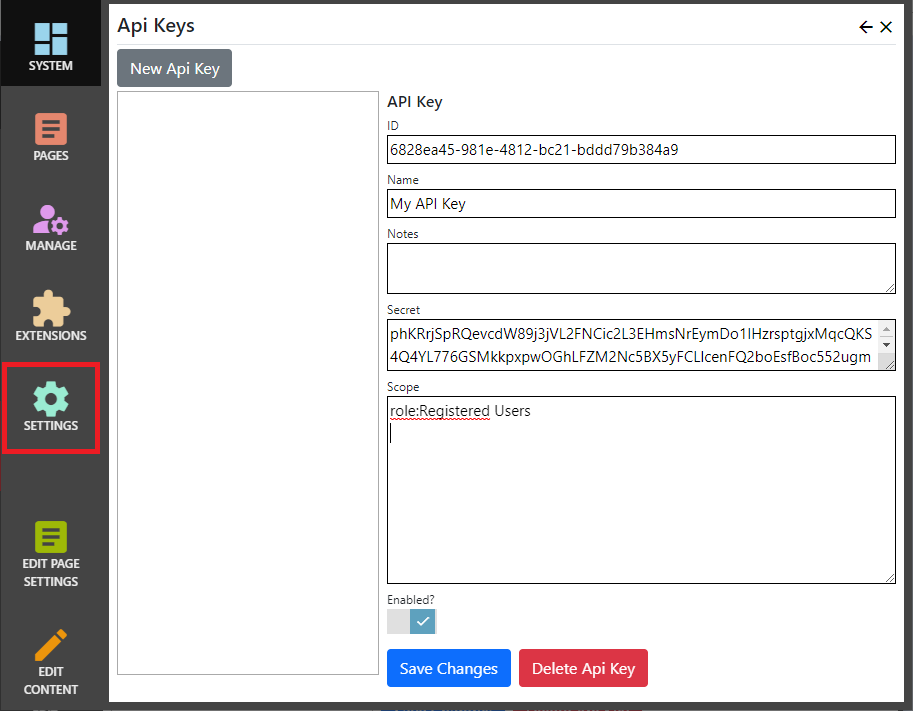 SYSTEM
PAGES
MANAGE
EXTENSIONS
SETTINGS
EDIT PAGE
SETTINGS
EDIT
CONTENT
Api Keys
New Api Key
API Key
ID
6828ea45-981e-4812-bc21-bddd79b384a9
Name
My API Key
Notes
Secret
phKRrjSpRQevcdW89j3jVL2FNCic2L3EHmsNrEymDo1IHzrsptgjxMqcQKS
4Q4YL776GSMkkpxpwOGhLFZM2Nc5BX5yFCLIcenFQ2boEsfBoc552ugm
Scope
role:Registered Users
Enabled?
Save Changes
Delete Api Key